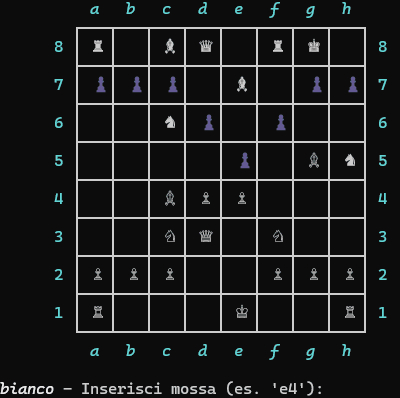 a b c d e f g h
8 ♜ ♝ ♛ ♜ ♚ 8
7 ♟ ♟ ♟ ♝ ♟ ♟ 7
6 ♞ ♟ ♟ 6
5 ♟ ♗ ♞ 5
4 ♗ ♙ ♙ 4
3 ♘ ♕ ♘ 3
2 ♙ ♙ ♙ ♙ ♙ ♙ 2
1 ♖ ♔ ♖ 1
a b c d e f g h
bianco – Inserisci mossa (es. 'e4'):